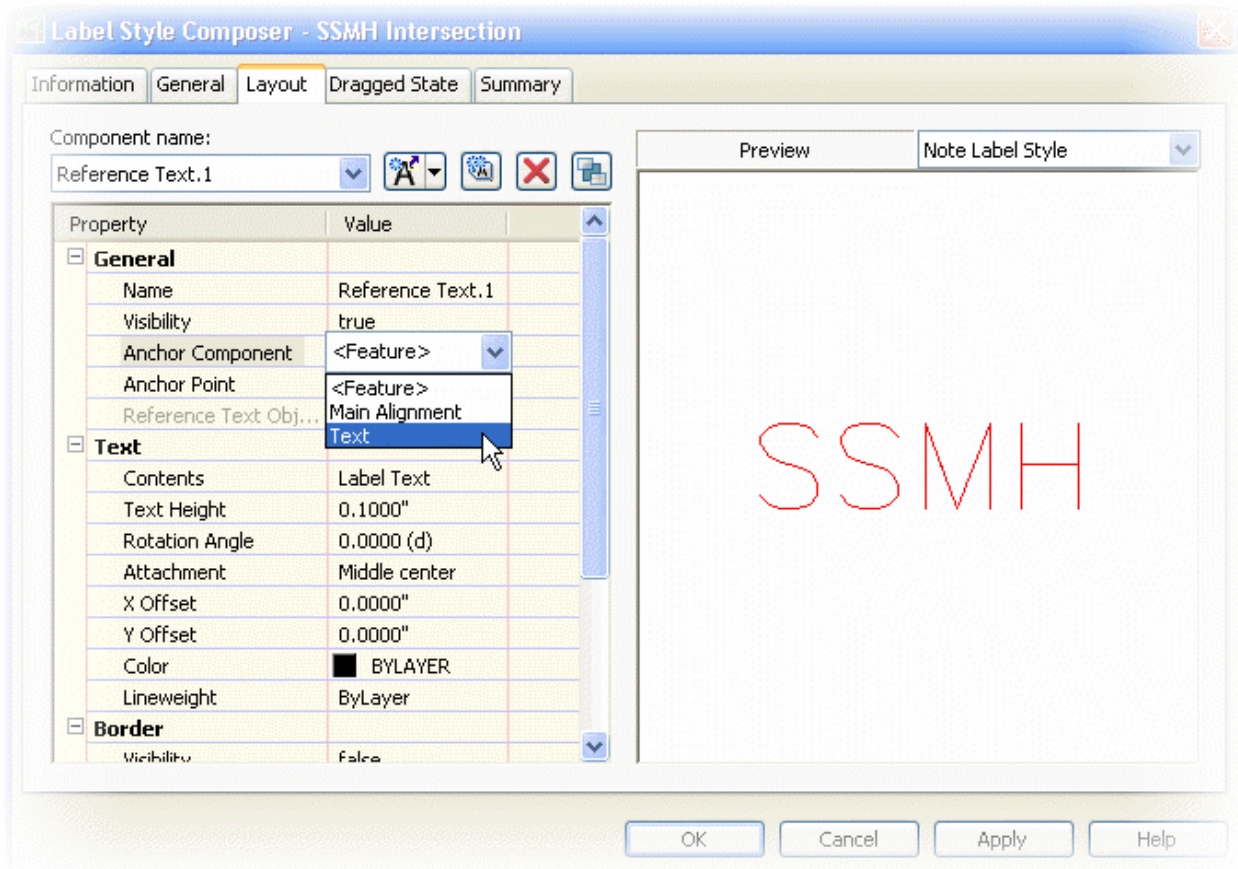 Label Style Composer - SSMH Intersection
Information General Layout Dragged State Summary
Component name:
Reference Text.1
Preview Note Label Style
Property Value
General
Name Reference Text.1
Visibility true
Anchor Component <Feature>
Anchor Point <Feature>
Reference Text Obj... Main Alignment
Text Text
Contents Label Text
Text Height 0.1000"
Rotation Angle 0.0000 (d)
Attachment Middle center
X Offset 0.0000"
Y Offset 0.0000"
Color BYLAYER
Lineweight ByLayer
Border
Visibility false
SSMH
OK Cancel Apply Help